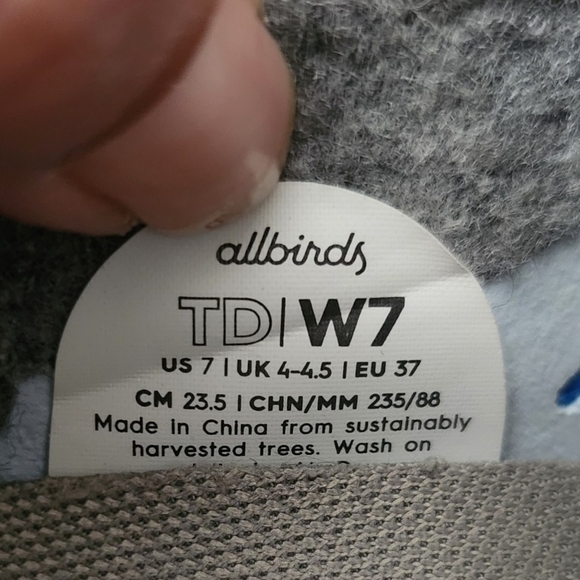 allbirds
TD|W7
US 7 | UK 4-4.5 | EU 37
CM 23.5 | CHN/MM 235/88
Made in China from sustainably
harvested trees. Wash on